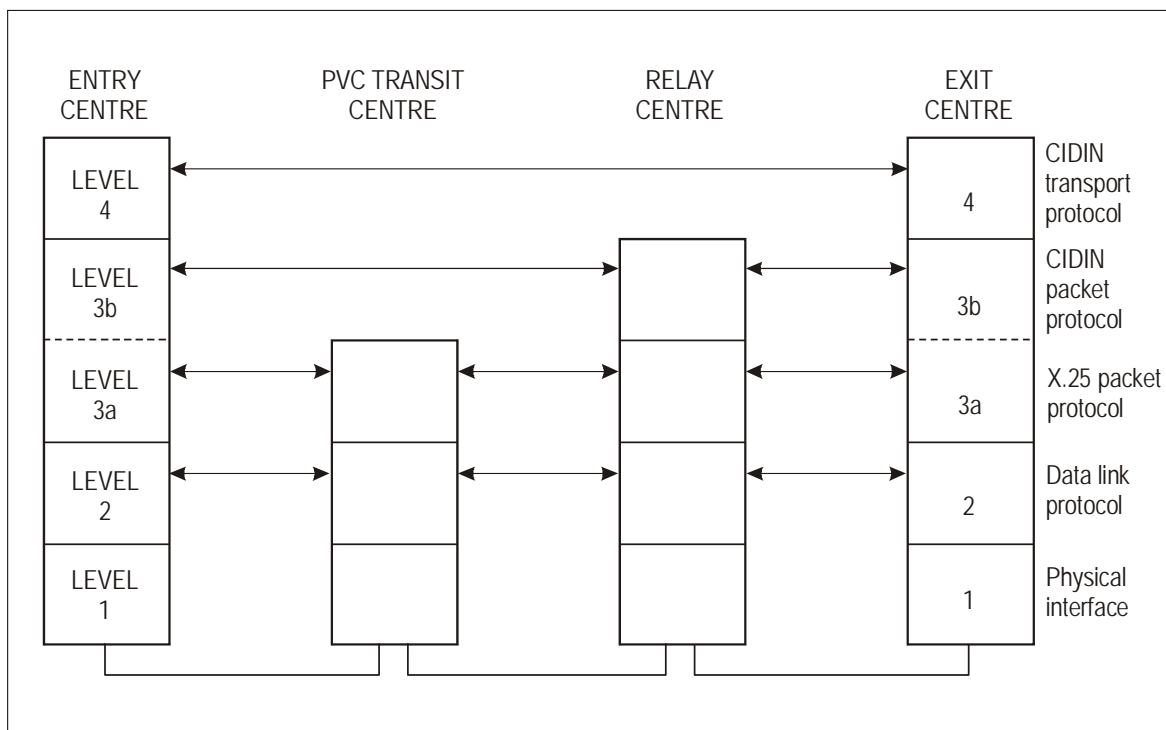 ENTRY
CENTRE
PVC TRANSIT
CENTRE
RELAY
CENTRE
EXIT
CENTRE
LEVEL
4
4
CIDIN
transport
protocol
LEVEL
3b
3b
CIDIN
packet
protocol
LEVEL
3a
3a
X.25 packet
protocol
LEVEL
2
2
Data link
protocol
LEVEL
1
1
Physical
interface